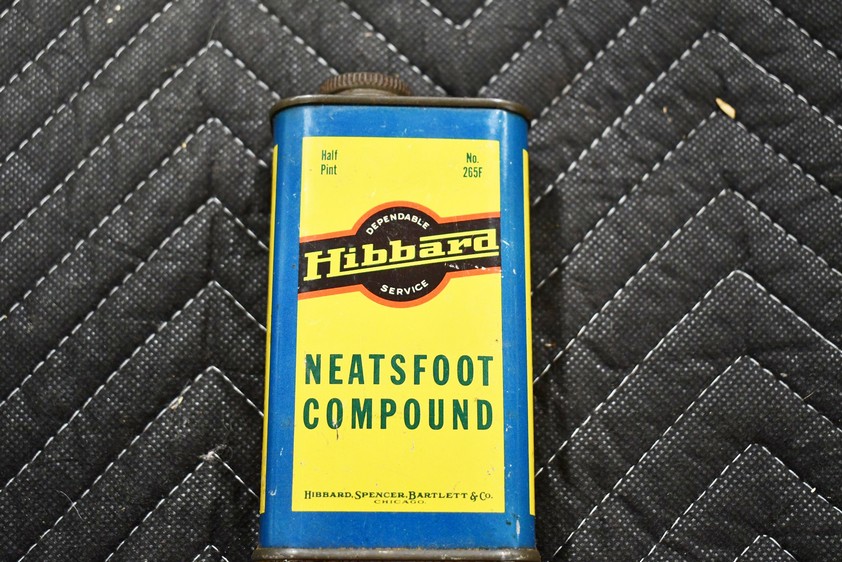 Half
Pint
No.
265F
DEPENDABLE
Hibbard
SERVICE
NEATSFOOT
COMPOUND
HIBBARD, SPENCER, BARTLETT & CO.
CHICAGO.